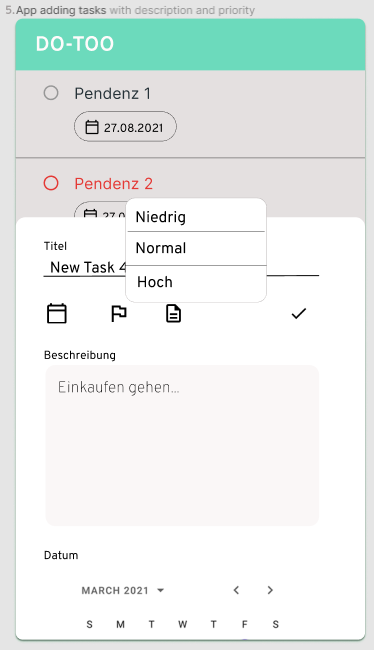 5.App adding tasks with description and priority
DO-TOO
Pendenz 1
27.08.2021
Pendenz 2
27.0
Niedrig
Normal
Hoch
Titel
New Task 4
Beschreibung
Einkaufen gehen...
Datum
MARCH 2021
S M T W T F S